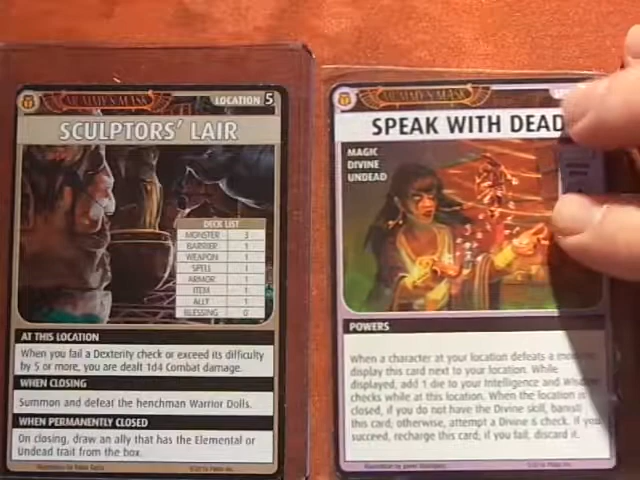 MUMMY'S MASK
LOCATION 5
SCULPTORS' LAIR
DECK LIST
MONSTER 3
BARRIER 1
WEAPON 1
SPELL 1
ARMOR 1
ITEM 1
ALLY 1
BLESSING 0
AT THIS LOCATION
When you fail a Dexterity check or exceed its difficulty
by 5 or more, you are dealt 1d4 Combat damage.
WHEN CLOSING
Summon and defeat the henchman Warrior Dolls.
WHEN PERMANENTLY CLOSED
On closing, draw an ally that has the Elemental or
Undead trait from the box.
MUMMY'S MASK
SPEAK WITH DEAD
MAGIC
DIVINE
UNDEAD
POWERS
When a character at your location defeats a
display this card next to your location. While
displayed, add 1 die to your Intelligence and
checks while at this location. When the location is
closed, if you do not have the Divine skill, banish
this card; otherwise, attempt a Divine 6 check. If you
succeed, recharge this card; if you fail, discard it.